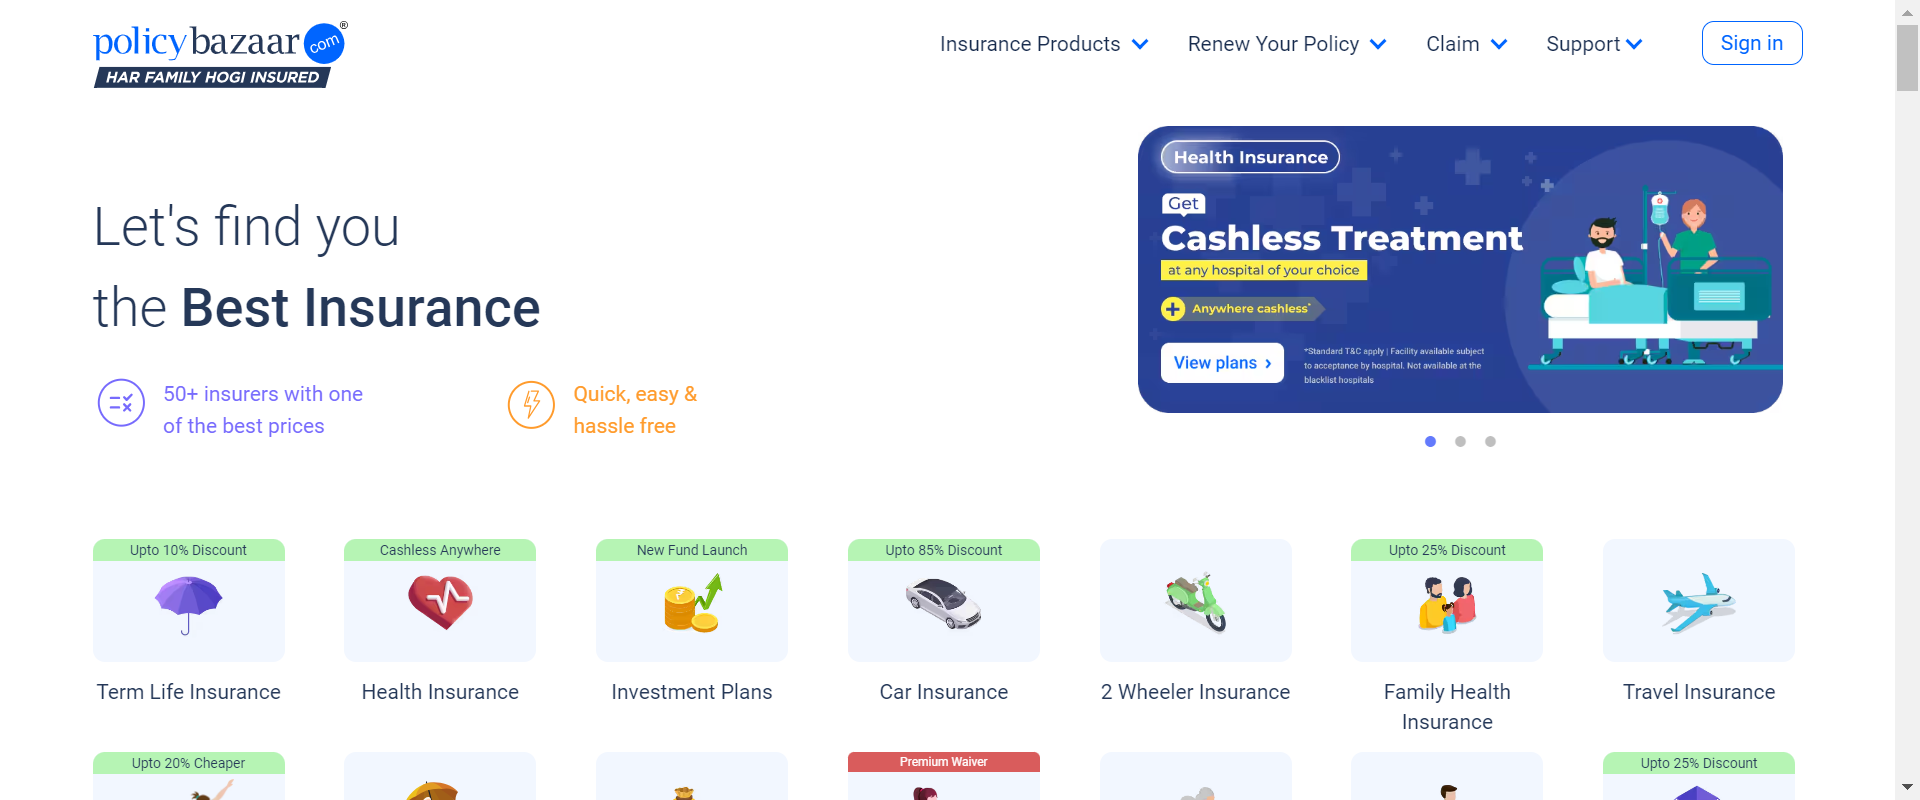 policybazaar com ®
HAR FAMILY HOGI INSURED
Insurance Products
Renew Your Policy
Claim
Support
Sign in
Let's find you
the Best Insurance
50+ insurers with one
of the best prices
Quick, easy &
hassle free
Health Insurance
Get
Cashless Treatment
at any hospital of your choice
Anywhere cashless*
View plans ›
*Standard T&C apply | Facility available subject
to acceptance by hospital. Not available at the
blacklist hospitals
Upto 10% Discount
Term Life Insurance
Cashless Anywhere
Health Insurance
New Fund Launch
Investment Plans
Upto 85% Discount
Car Insurance
2 Wheeler Insurance
Upto 25% Discount
Family Health
Insurance
Travel Insurance
Upto 20% Cheaper
Premium Waiver
Upto 25% Discount